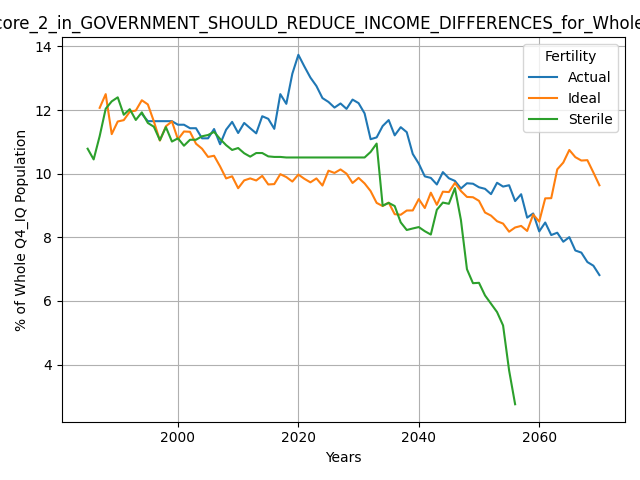 core_2_in_GOVERNMENT_SHOULD_REDUCE_INCOME_DIFFERENCES_for_Whole
% of Whole Q4_IQ Population
14
12
10
8
6
4
Fertility
Actual
Ideal
Sterile
2000
2020
2040
2060
Years